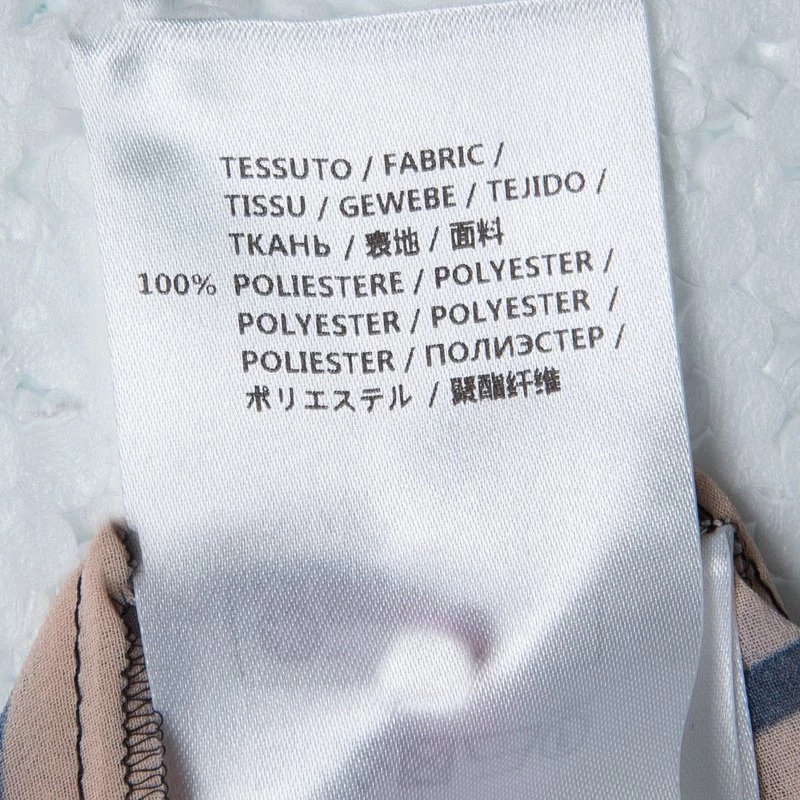 TESSUTO / FABRIC /
TISSU / GEWEBE / TEJIDO /
ТКАНЬ / 表地 / 面料
100% POLIESTERE / POLYESTER /
POLYESTER / POLYESTER /
POLIESTER / ПОЛИЭСТЕР /
ポリエステル / 聚酯纤维